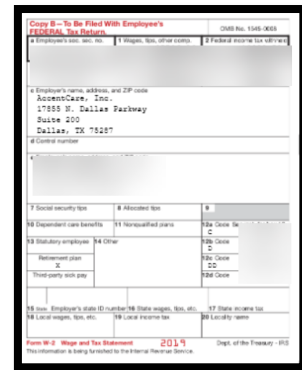 Copy B—To Be Filed With Employee's
FEDERAL Tax Return.
OMB No. 1545-0008
a Employee's soc. sec. no.
1 Wages, tips, other comp.
2 Federal income tax withheld
c Employer's name, address, and ZIP code
AccentCare, Inc.
17855 N. Dallas Parkway
Suite 200
Dallas, TX 75287
d Control number
7 Social security tips
8 Allocated tips
9
10 Dependent care benefits
11 Nonqualified plans
12a Code
C
13 Statutory employee
14 Other
12b Code
D
Retirement plan
X
12c Code
DD
Third-party sick pay
12d Code
15 State Employer's state ID number
16 State wages, tips, etc.
17 State income tax
18 Local wages, tips, etc.
19 Local income tax
20 Locality name
Form W-2 Wage and Tax Statement
2019
Dept. of the Treasury - IRS
This information is being furnished to the Internal Revenue Service.